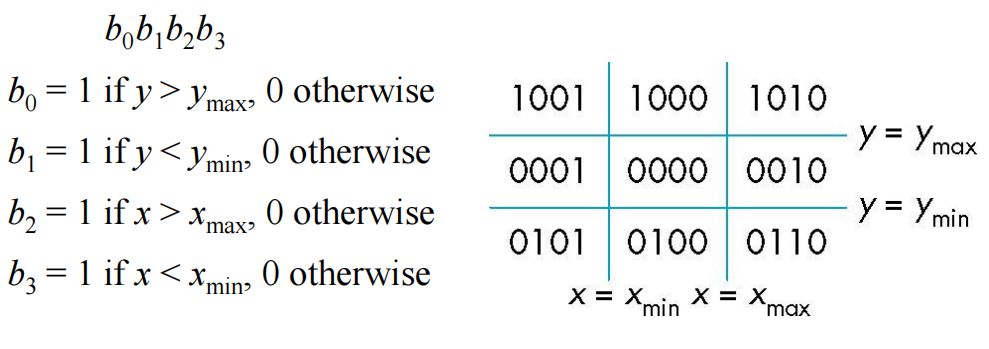 b0b1b2b3
b0 = 1 if y > ymax, 0 otherwise
b1 = 1 if y < ymin, 0 otherwise
b2 = 1 if x > xmax, 0 otherwise
b3 = 1 if x < xmin, 0 otherwise
1001 1000 1010
y = ymax
0001 0000 0010
y = ymin
0101 0100 0110
x = xmin x = xmax